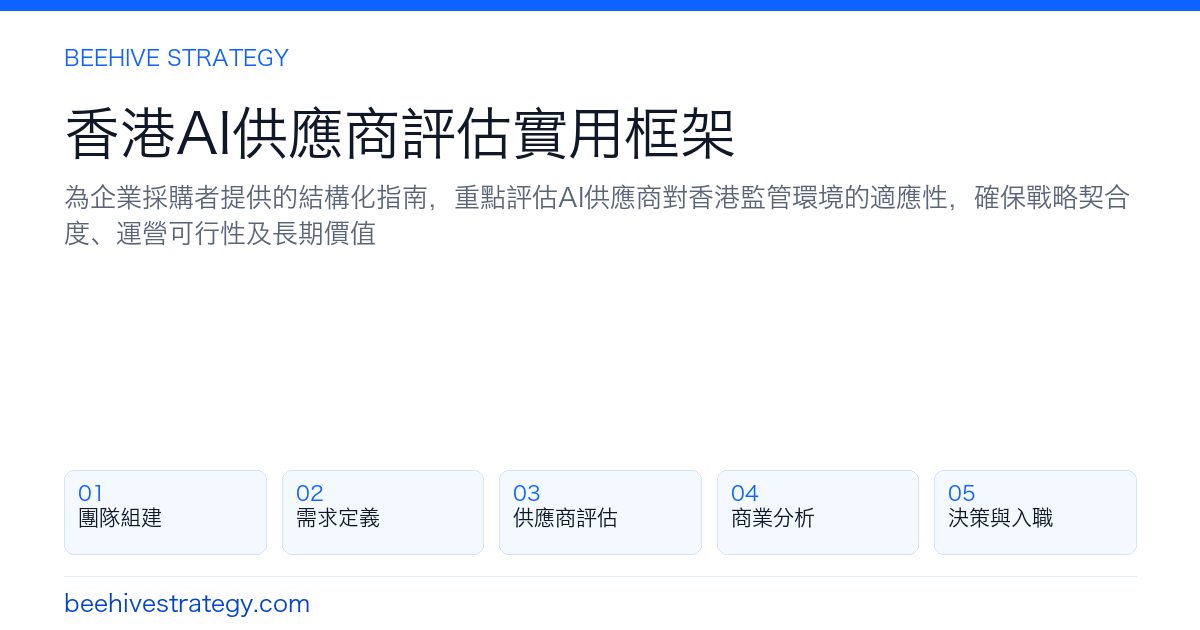 BEEHIVE STRATEGY
香港AI供應商評估實用框架
為企業採購者提供的結構化指南，重點評估AI供應商對香港監管環境的適應性，確保戰略契合
度、運營可行性及長期價值
01
團隊組建
02
需求定義
03
供應商評估
04
商業分析
05
決策與入職
beehivestrategy.com